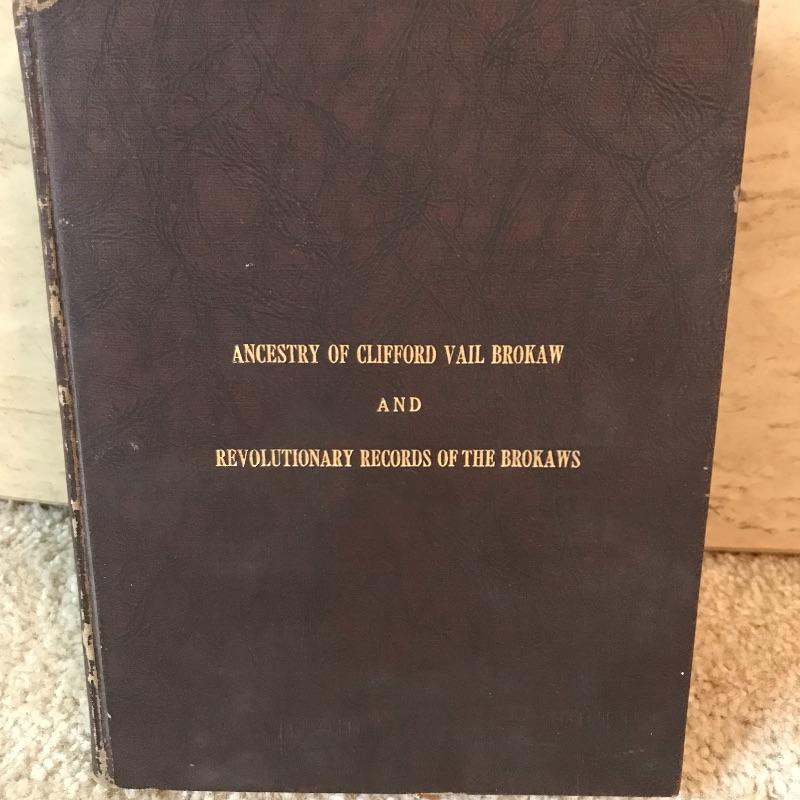 ANCESTRY OF CLIFFORD VAIL BROKAW
AND
REVOLUTIONARY RECORDS OF THE BROKAWS